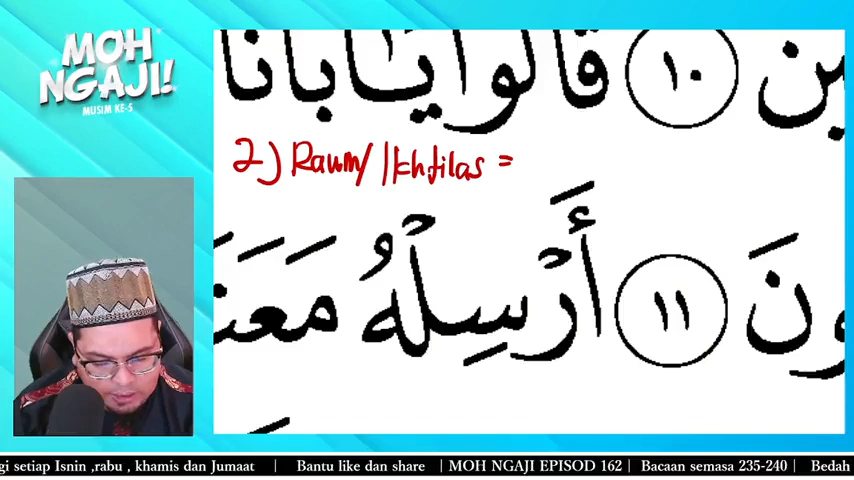 MOH
NGAJI!
MUSIM KE-5
ين ١٠ قَالُوا يَا بَانَا
2) Raum/Ikhtilas =
ونَ ١١ أَرْسِلْهُ مَعَنَ
gi setiap Isnin ,rabu , khamis dan Jumaat | Bantu like dan share | MOH NGAJI EPISOD 162 | Bacaan semasa 235-240 | Bedah